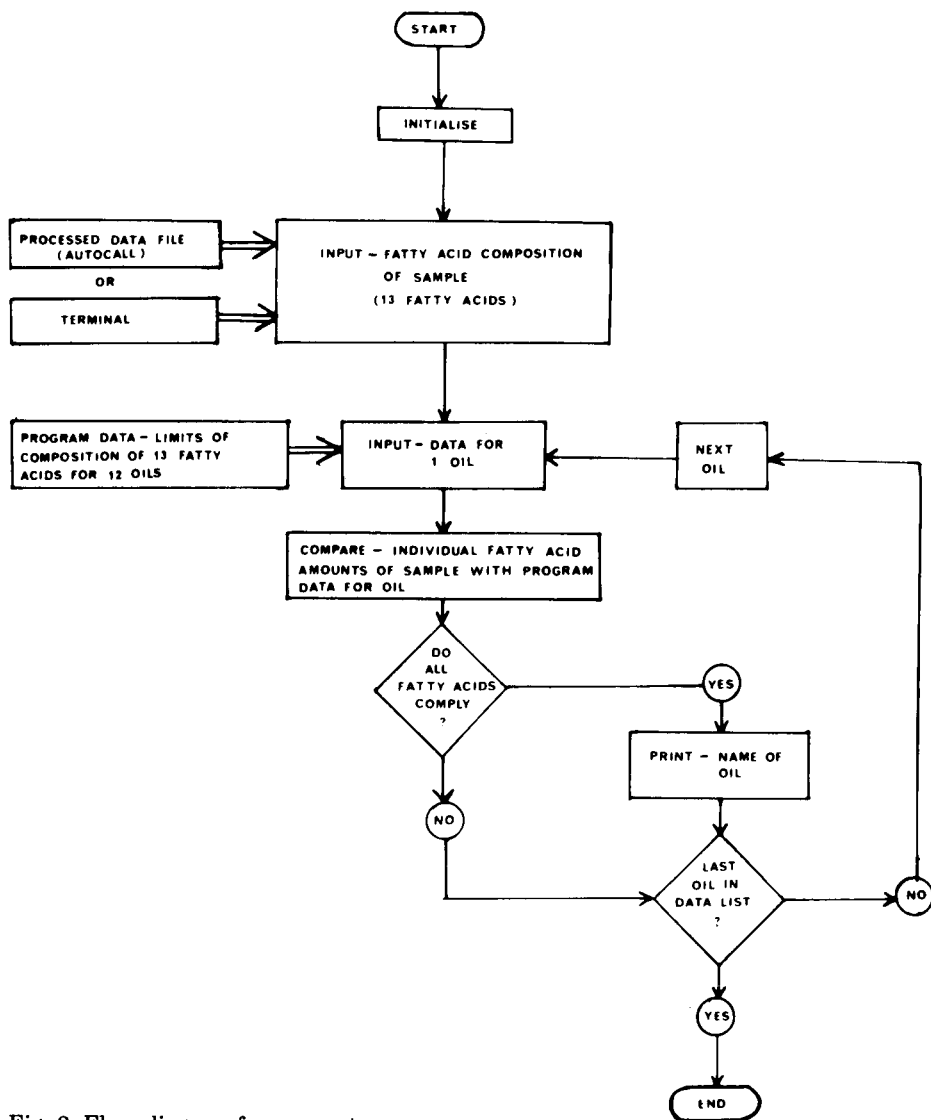 START
INITIALISE
PROCESSED DATA FILE
(AUTOCALL)
OR
TERMINAL
INPUT – FATTY ACID COMPOSITION
OF SAMPLE
(13 FATTY ACIDS)
PROGRAM DATA – LIMITS OF
COMPOSITION OF 13 FATTY
ACIDS FOR 12 OILS
INPUT – DATA FOR
1 OIL
NEXT
OIL
COMPARE – INDIVIDUAL FATTY ACID
AMOUNTS OF SAMPLE WITH PROGRAM
DATA FOR OIL
DO
ALL
FATTY ACIDS
COMPLY
?
YES
PRINT – NAME OF
OIL
NO
LAST
OIL IN
DATA LIST
?
NO
YES
END